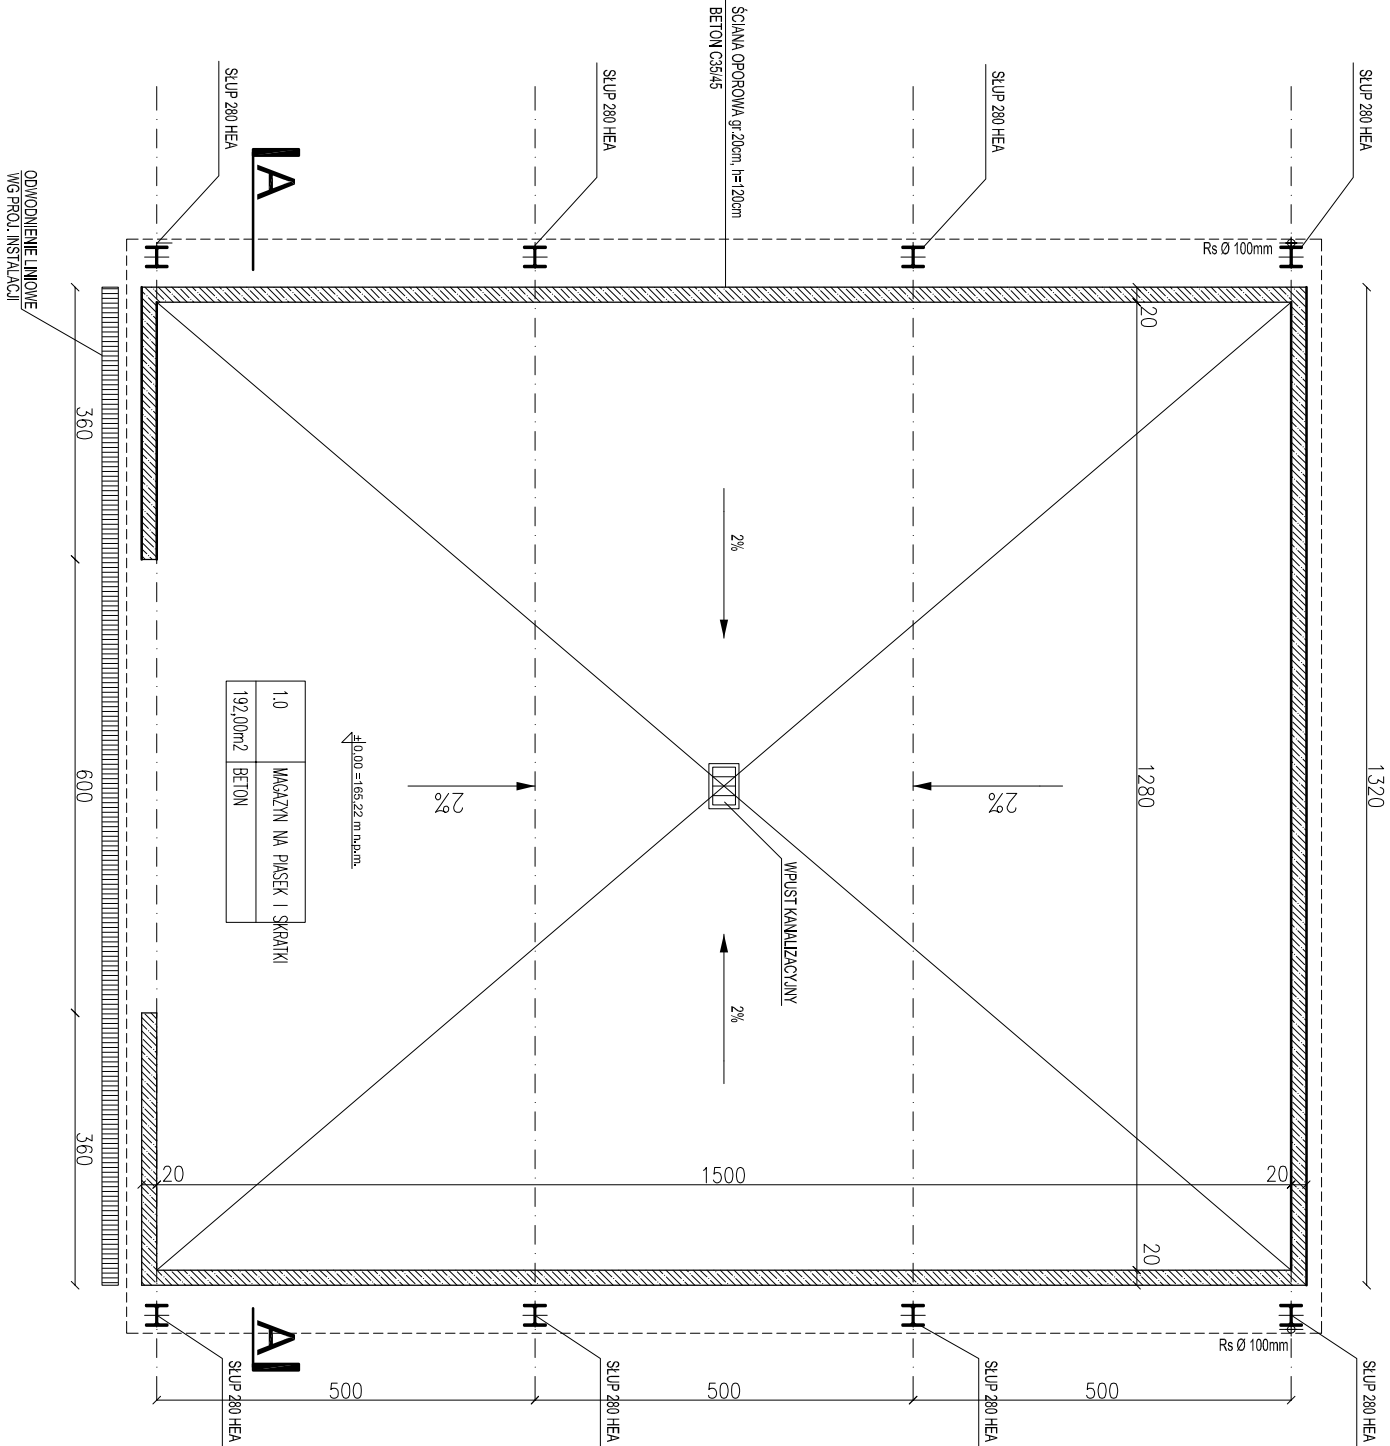 ŚCIANA OPOROWA gr.20cm, h=120cm
BETON C35/45
SŁUP 280 HEA
SŁUP 280 HEA
SŁUP 280 HEA
SŁUP 280 HEA
A
ODWODNIENIE LINIOWE
WG PROJ. INSTALACJI
Rs Ø 100mm
20
1320
360
2%
1280
600
2%
2%
±0,00 =165,22 m n.p.m.
1.0 MAGAZYN NA PIASEK I SKRATKI
192,00m2 BETON
WPUST KANALIZACYJNY
2%
360
20
1500
20
20
A
Rs Ø 100mm
SŁUP 280 HEA
SŁUP 280 HEA
SŁUP 280 HEA
SŁUP 280 HEA
500
500
500